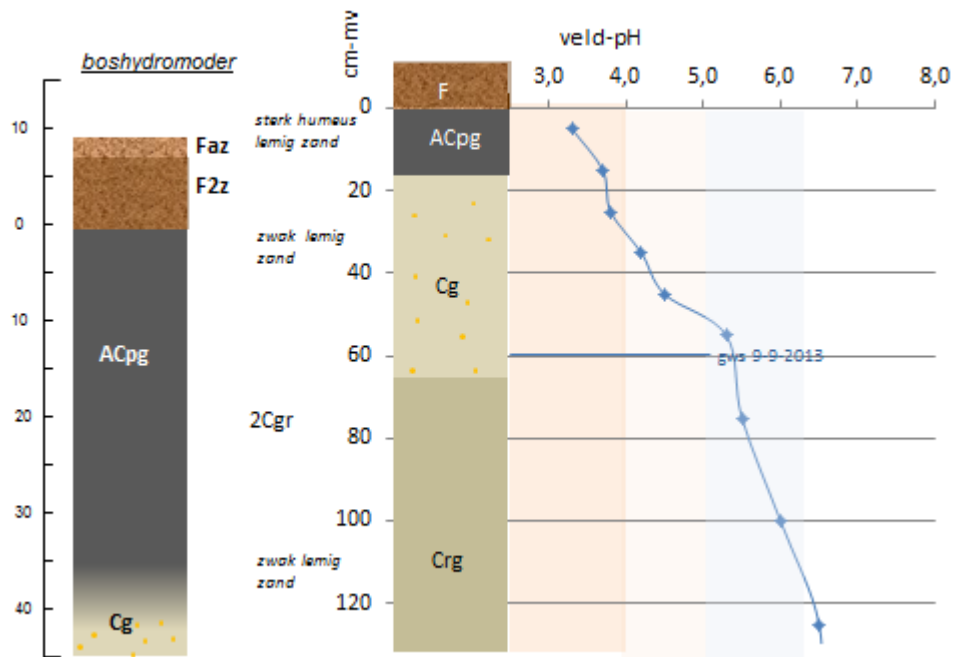 boshydromoder
10
0
10
20
30
40
Faz
F2z
ACpg
Cg
sterk humeus
lemig zand
zwak lemig
zand
2Cgr
zwak lemig
zand
cm-mv
veld-pH
3,0 4,0 5,0 6,0 7,0 8,0
0
20
40
60
80
100
120
F
ACpg
Cg
Crg
gws 9-9-2013